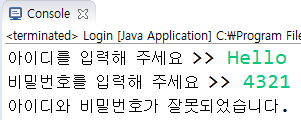 Console
<terminated> Login [Java Application] C:₩Program File
아이디를 입력해 주세요 >> Hello
비밀번호를 입력해 주세요 >> 4321
아이디와 비밀번호가 잘못되었습니다.